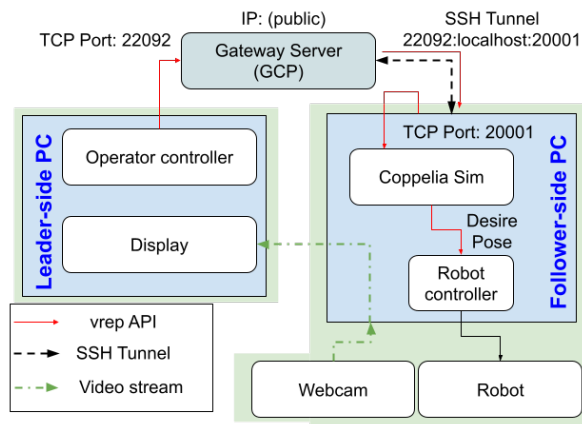 IP: (public)
SSH Tunnel
TCP Port: 22092
22092:localhost:20001
Gateway Server
(GCP)
Leader-side PC
Operator controller
Display
TCP Port: 20001
Coppelia Sim
Desire
Pose
Robot
controller
Follower-side PC
vrep API
SSH Tunnel
Video stream
Webcam
Robot